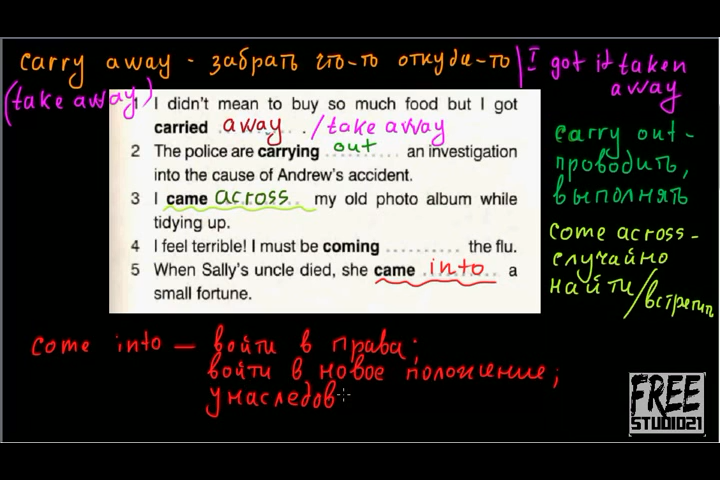 carry away - забрать что-то откуда-то
(take away)
I got it taken
away
1 I didn't mean to buy so much food but I got
carried away . /take away
2 The police are carrying out an investigation
into the cause of Andrew's accident.
3 I came across my old photo album while
tidying up.
4 I feel terrible! I must be coming .......... the flu.
5 When Sally's uncle died, she came into a
small fortune.
carry out -
проводить,
выполнять
come across -
случайно
найти/встретить
come into — войти в права;
войти в новое положение;
унаследов
FREE
STUDIO21